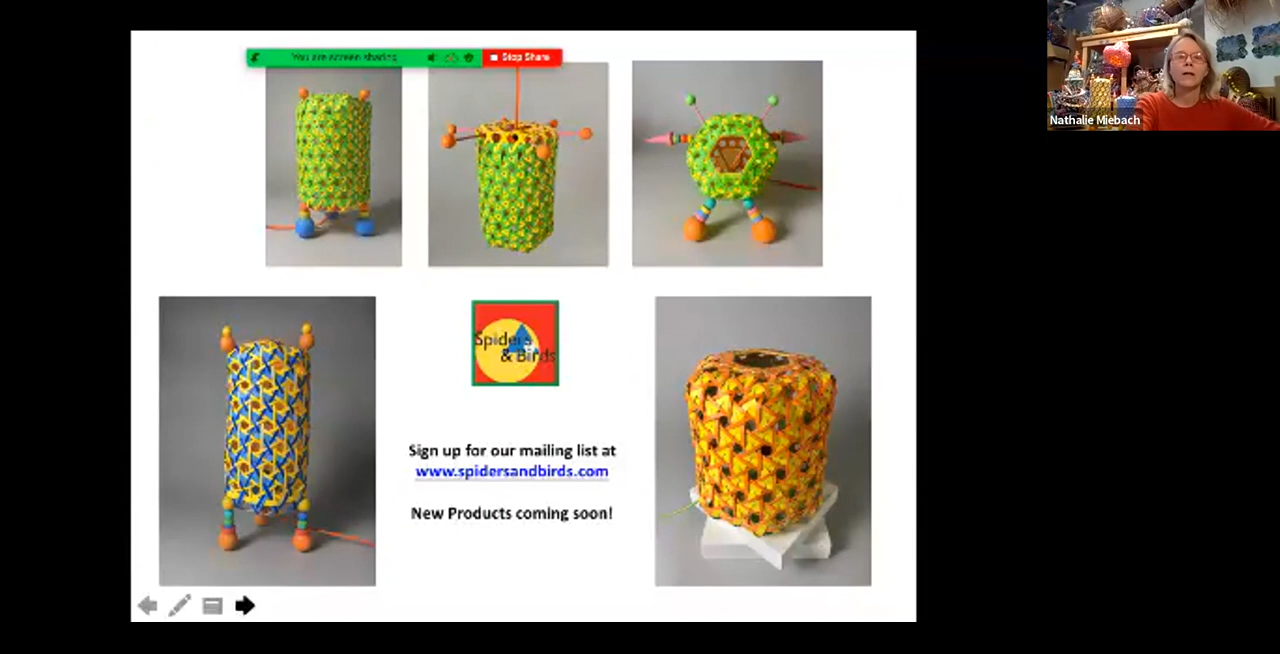 You are screen sharing
Stop Share
Nathalie Miebach
Spiders
& Birds
Sign up for our mailing list at
www.spidersandbirds.com
New Products coming soon!